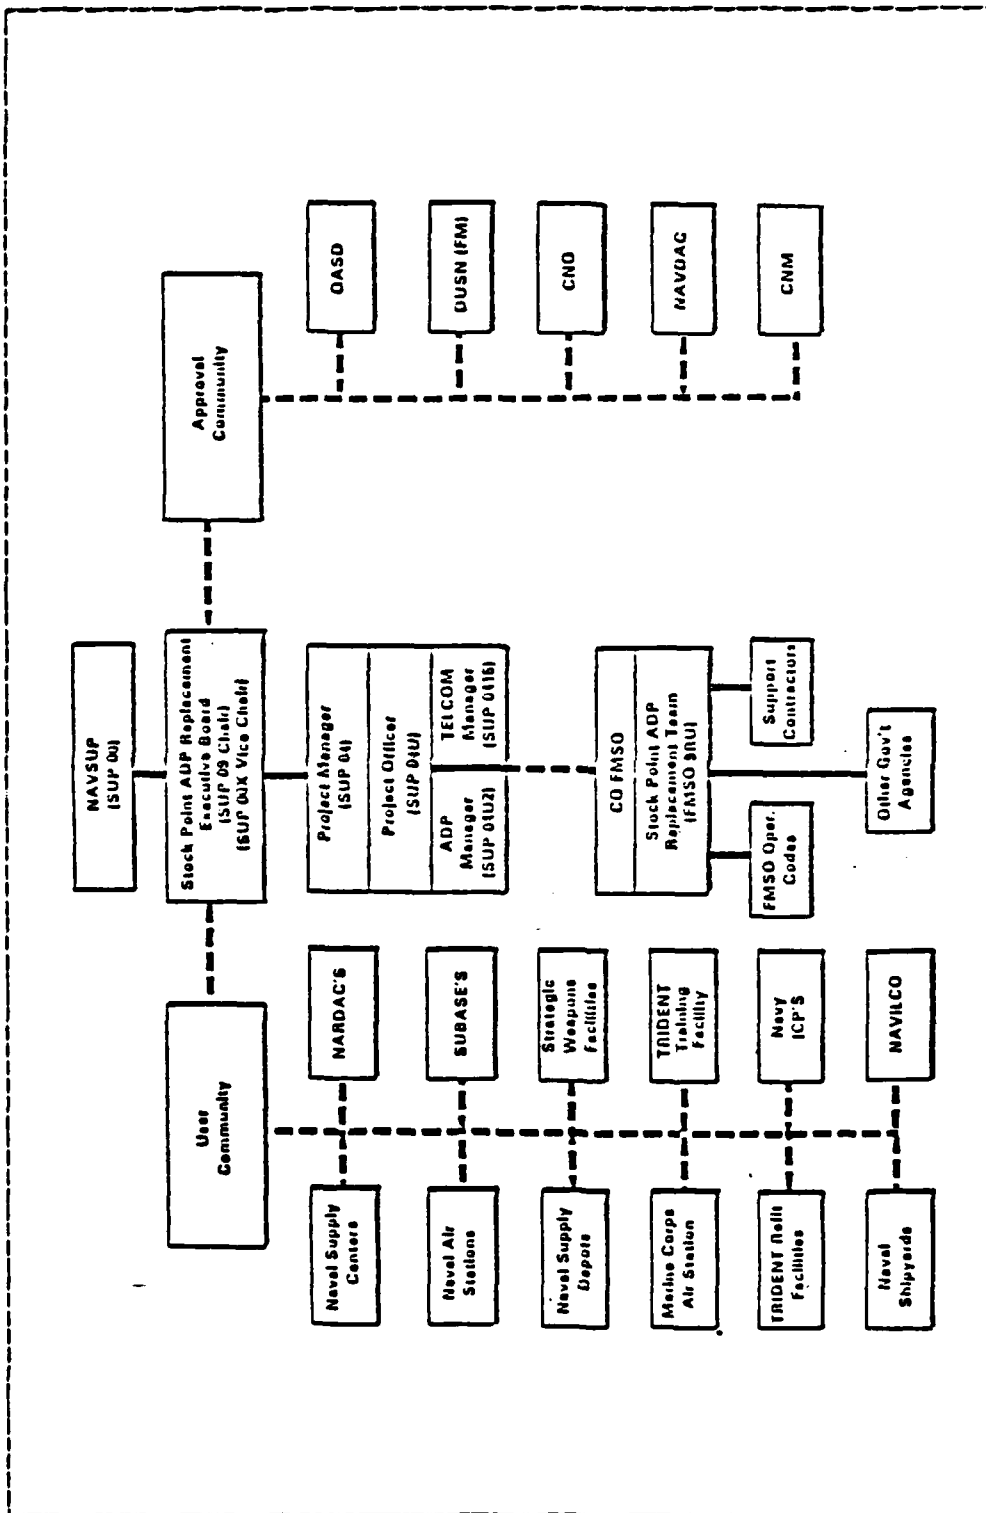 NAVSUP
(SUP 00)
Stock Point ADP Replacement
Executive Board
(SUP 09 Chair)
(SUP 00X Vice Chair)
User
Community
Approval
Community
Project Manager
(SUP 04)
Project Officer
(SUP 04U)
ADP
Manager
(SUP 04U2)
TELCOM
Manager
(SUP 0415)
CO FMSO
Stock Point ADP
Replacement Team
(FMSO 9RU)
FMSO Oper.
Codes
Support
Contractors
Other Gov't
Agencies
Naval Supply
Centers
NARDAC'S
Naval Air
Stations
SUBASE'S
Naval Supply
Depots
Strategic
Weapons
Facilities
Marine Corps
Air Station
TRIDENT
Training
Facility
TRIDENT Refit
Facilities
Navy
ICP'S
Naval
Shipyards
NAVILCO
OASD
DUSN (FM)
CNO
NAVDAC
CNM